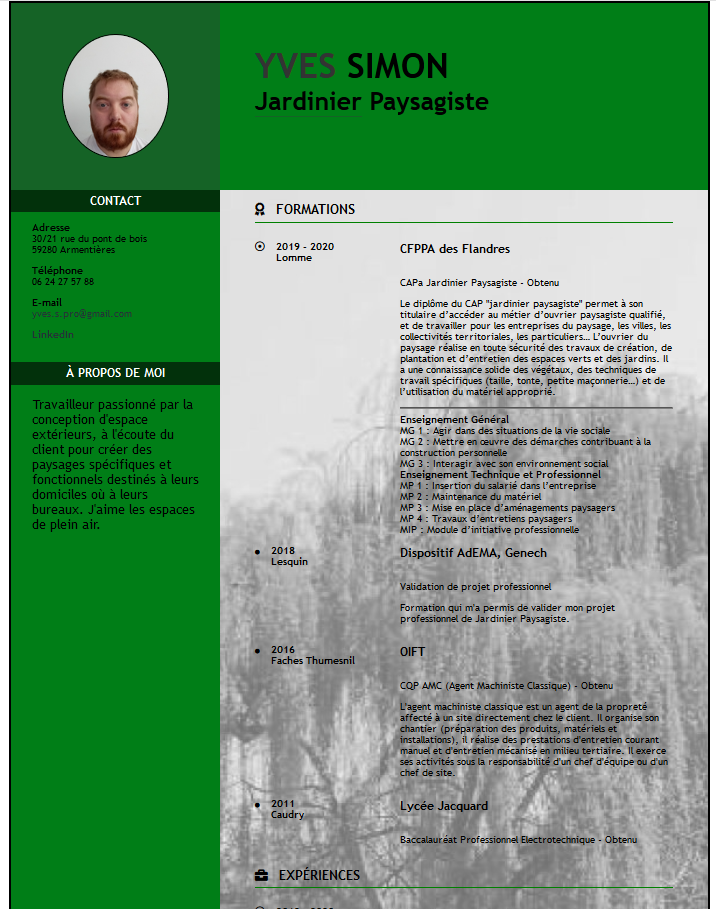 YVES SIMON
Jardinier Paysagiste
CONTACT
Adresse
30/21 rue du pont de bois
59280 Armentières
Téléphone
06 24 27 57 88
E-mail
yves.s.pro@gmail.com
LinkedIn
À PROPOS DE MOI
Travailleur passionné par la
conception d'espace
extérieurs, à l'écoute du
client pour créer des
paysages spécifiques et
fonctionnels destinés à leurs
domiciles où à leurs
bureaux. J'aime les espaces
de plein air.
FORMATIONS
2019 - 2020
Lomme
CFPPA des Flandres
CAPa Jardinier Paysagiste - Obtenu
Le diplôme du CAP "jardinier paysagiste" permet à son
titulaire d’accéder au métier d’ouvrier paysagiste qualifié,
et de travailler pour les entreprises du paysage, les villes, les
collectivités territoriales, les particuliers… L’ouvrier du
paysage réalise en toute sécurité des travaux de création, de
plantation et d’entretien des espaces verts et des jardins. Il
a une connaissance solide des végétaux, des techniques de
travail spécifiques (taille, tonte, petite maçonnerie…) et de
l’utilisation du matériel approprié.
Enseignement Général
MG 1 : Agir dans des situations de la vie sociale
MG 2 : Mettre en œuvre des démarches contribuant à la
construction personnelle
MG 3 : Interagir avec son environnement social
Enseignement Technique et Professionnel
MP 1 : Insertion du salarié dans l’entreprise
MP 2 : Maintenance du matériel
MP 3 : Mise en place d’aménagements paysagers
MP 4 : Travaux d’entretiens paysagers
MIP : Module d’initiative professionnelle
2018
Lesquin
Dispositif AdEMA, Genech
Validation de projet professionnel
Formation qui m'a permis de valider mon projet
professionnel de Jardinier Paysagiste.
2016
Faches Thumesnil
OIFT
CQP AMC (Agent Machiniste Classique) - Obtenu
L'agent machiniste classique est un agent de la propreté
affecté à un site directement chez le client. Il organise son
chantier (préparation des produits, matériels et
installations), il réalise des prestations d'entretien courant
manuel et d'entretien mécanisé en milieu tertiaire. Il exerce
ses activités sous la responsabilité d'un chef d'équipe ou d'un
chef de site.
2011
Caudry
Lycée Jacquard
Baccalauréat Professionnel Electrotechnique - Obtenu
EXPÉRIENCES